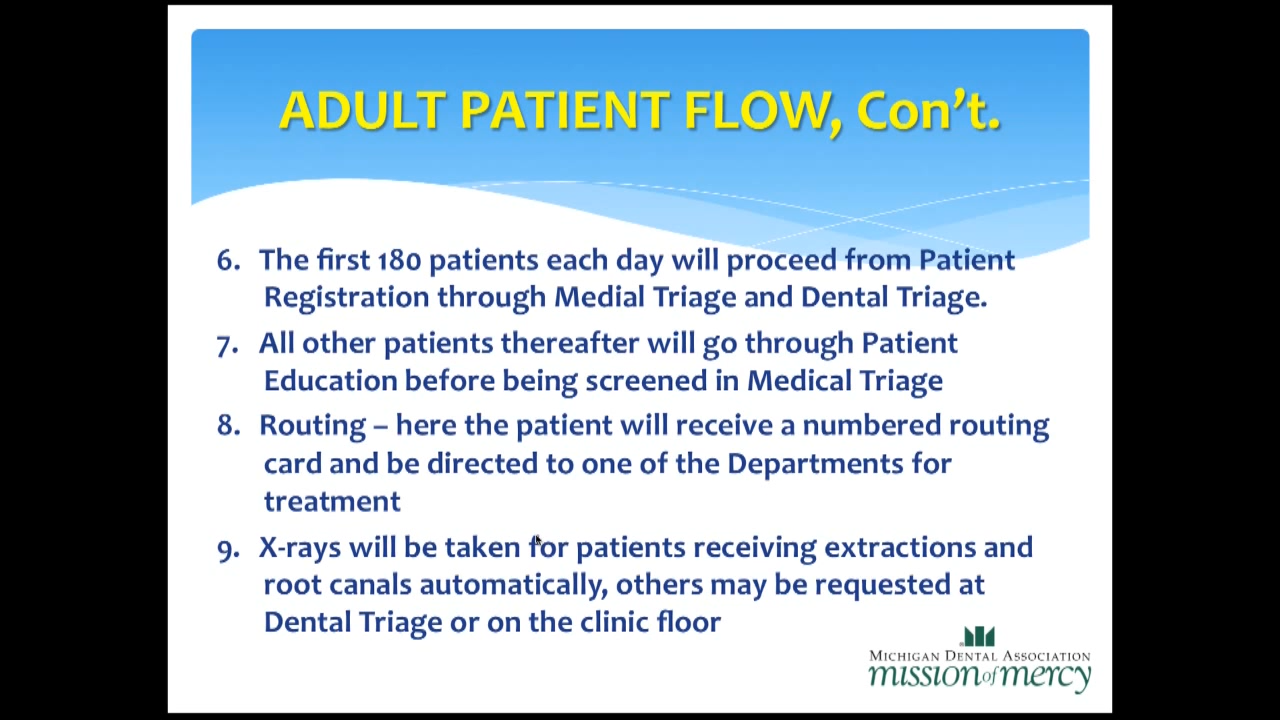 ADULT PATIENT FLOW, Con't.
6. The first 180 patients each day will proceed from Patient
Registration through Medial Triage and Dental Triage.
7. All other patients thereafter will go through Patient
Education before being screened in Medical Triage
8. Routing – here the patient will receive a numbered routing
card and be directed to one of the Departments for
treatment
9. X-rays will be taken for patients receiving extractions and
root canals automatically, others may be requested at
Dental Triage or on the clinic floor
MICHIGAN DENTAL ASSOCIATION
mission of mercy